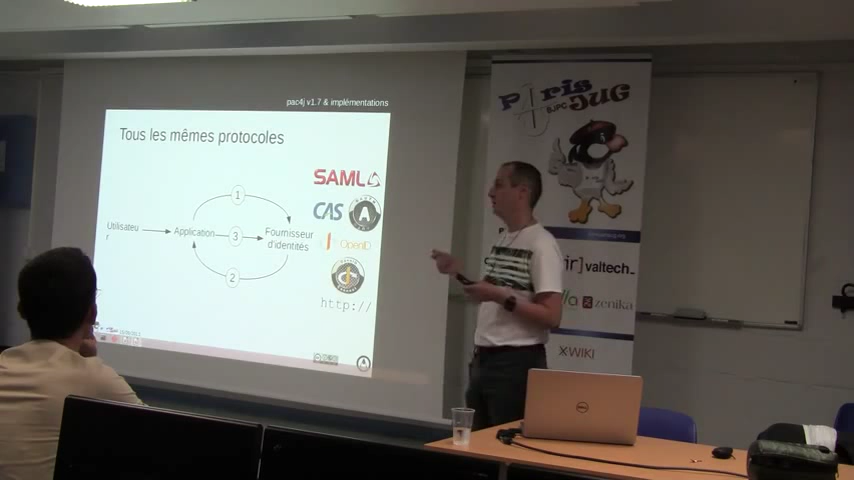 pac4j v1.7 & implémentations
Tous les mêmes protocoles
SAML
1
CAS
A
Utilisateu
r
Application
3
Fournisseur
d'identités
OpenID
2
http://
Paris
JUG
valtech_
zenika
XWIKI
DELL